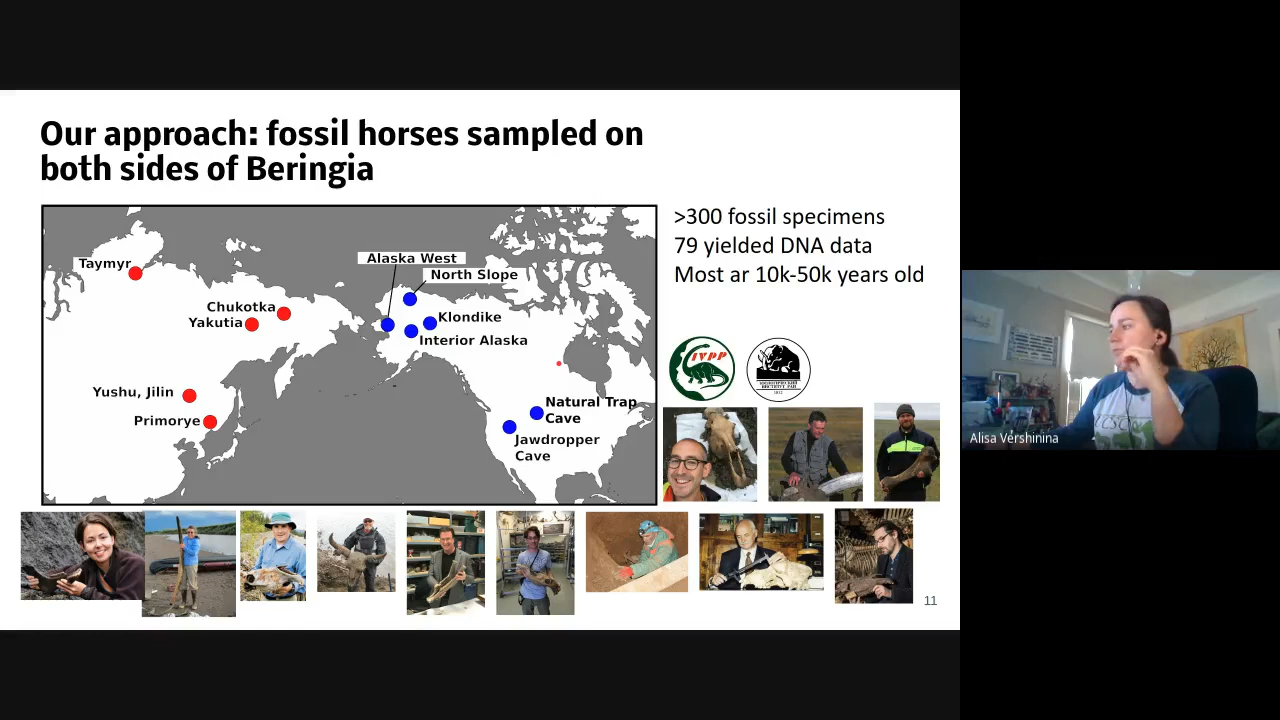 Our approach: fossil horses sampled on
both sides of Beringia
>300 fossil specimens
79 yielded DNA data
Most ar 10k-50k years old
Taymyr
Alaska West
North Slope
Chukotka
Yakutia
Klondike
Interior Alaska
Yushu, Jilin
Primorye
Natural Trap
Cave
Jawdropper
Cave
IVPP
11
Alisa Vershinina